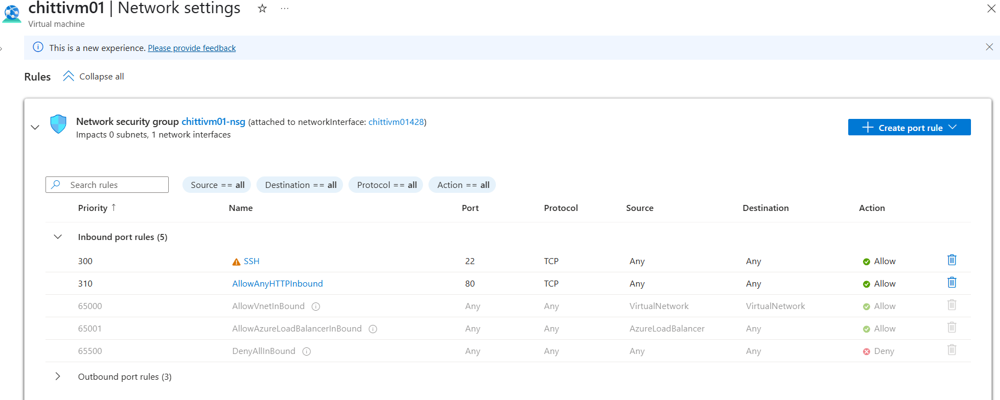 chittivm01 | Network settings ☆ ...
Virtual machine
This is a new experience. Please provide feedback
Rules Collapse all
Network security group chittivm01-nsg (attached to networkInterface: chittivm01428)
Impacts 0 subnets, 1 network interfaces
Create port rule
Search rules Source == all Destination == all Protocol == all Action == all
Priority ↑ Name Port Protocol Source Destination Action
Inbound port rules (5)
300 SSH 22 TCP Any Any Allow
310 AllowAnyHTTPInbound 80 TCP Any Any Allow
65000 AllowVnetInBound Any Any VirtualNetwork VirtualNetwork Allow
65001 AllowAzureLoadBalancerInBound Any Any AzureLoadBalancer Any Allow
65500 DenyAllInBound Any Any Any Any Deny
Outbound port rules (3)